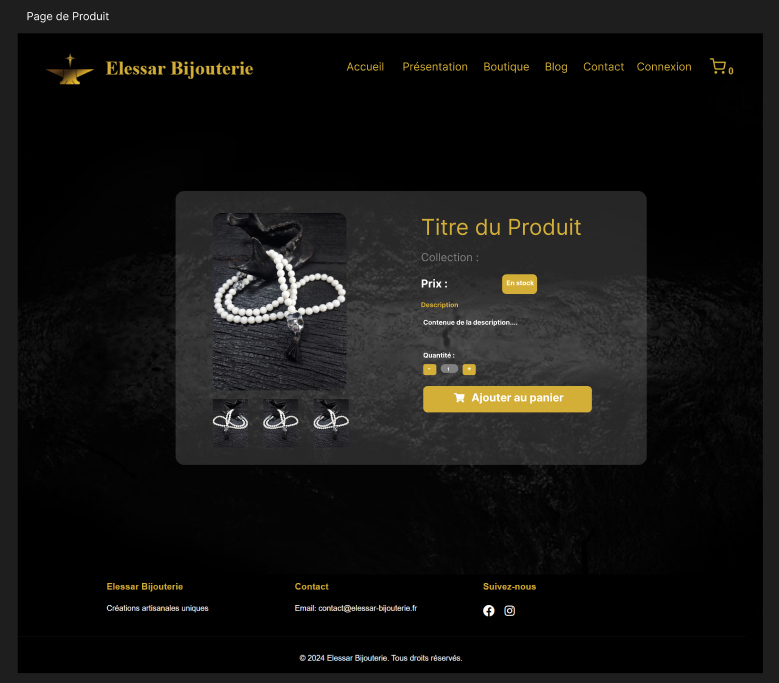 Page de Produit
Elessar Bijouterie
Accueil Présentation Boutique Blog Contact Connexion 0
Titre du Produit
Collection :
Prix : En stock
Description
Contenue de la description....
Quantité :
- 1 +
Ajouter au panier
Elessar Bijouterie Contact Suivez-nous
Créations artisanales uniques Email: contact@elessar-bijouterie.fr
© 2024 Elessar Bijouterie. Tous droits réservés.